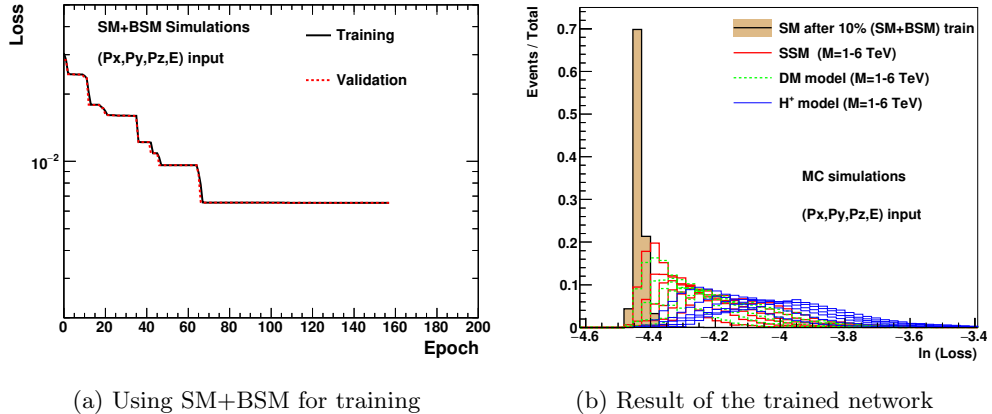 Loss
SM+BSM Simulations
(Px,Py,Pz,E) input
Training
Validation
10−2
0 20 40 60 80 100 120 140 160 180 200
Epoch
(a) Using SM+BSM for training
Events / Total
0.7
0.6
0.5
0.4
0.3
0.2
0.1
0
SM after 10% (SM+BSM) train
SSM (M=1-6 TeV)
DM model (M=1-6 TeV)
H+ model (M=1-6 TeV)
MC simulations
(Px,Py,Pz,E) input
−4.6 −4.4 −4.2 −4 −3.8 −3.6 −3.4
ln (Loss)
(b) Result of the trained network